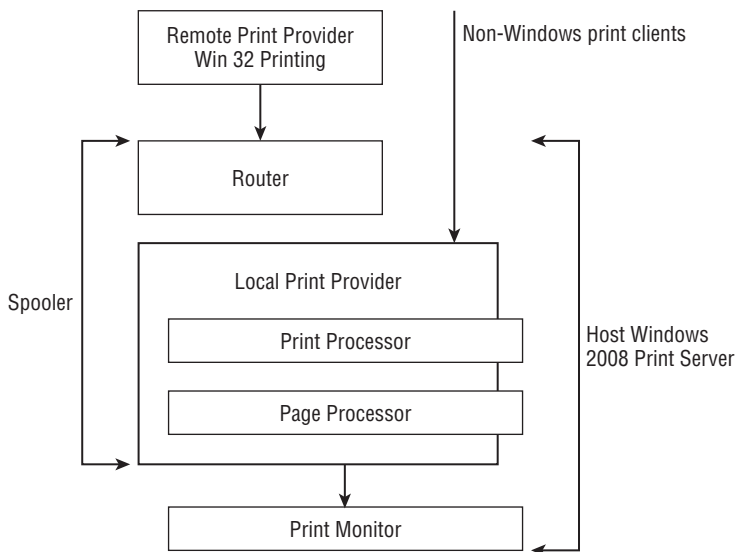 Remote Print Provider
Win 32 Printing
Non-Windows print clients
Router
Local Print Provider
Spooler
Print Processor
Host Windows
2008 Print Server
Page Processor
Print Monitor